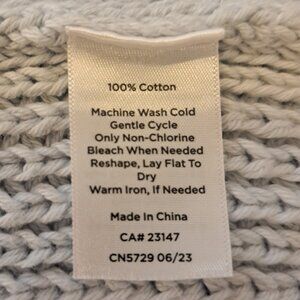 100% Cotton
Machine Wash Cold
Gentle Cycle
Only Non-Chlorine
Bleach When Needed
Reshape, Lay Flat To
Dry
Warm Iron, If Needed
Made In China
CA# 23147
CN5729 06/23